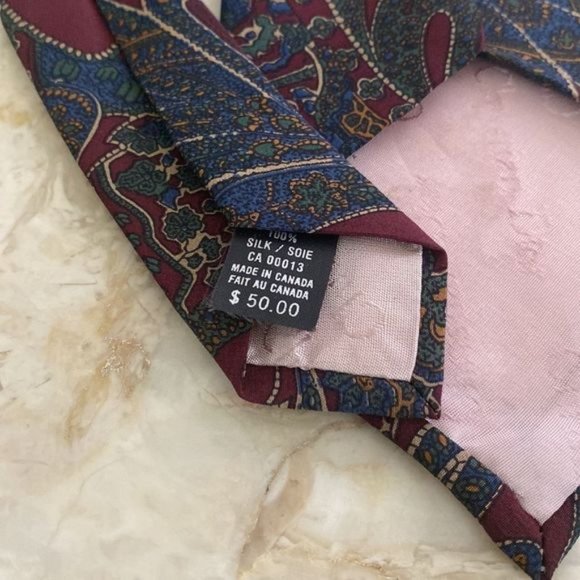 100%
SILK / SOIE
CA 00013
MADE IN CANADA
FAIT AU CANADA
$ 50.00